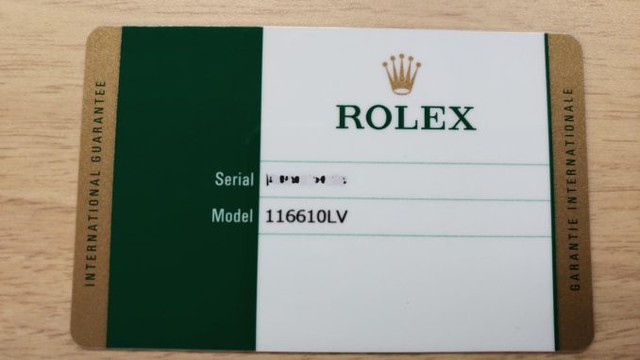 INTERNATIONAL GUARANTEE
ROLEX
Serial
Model 116610LV
GARANTIE INTERNATIONALE